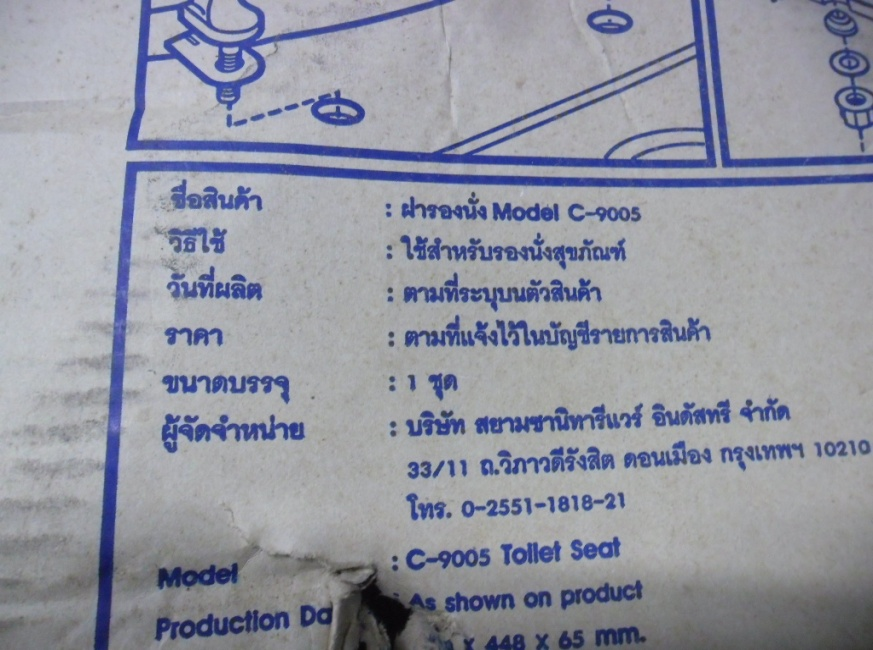 ชื่อสินค้า : ฝารองนั่ง Model C-9005
วิธีใช้ : ใช้สำหรับรองนั่งสุขภัณฑ์
วันที่ผลิต : ตามที่ระบุบนตัวสินค้า
ราคา : ตามที่แจ้งไว้ในบัญชีรายการสินค้า
ขนาดบรรจุ : 1 ชุด
ผู้จัดจำหน่าย : บริษัท สยามซานิทารีแวร์ อินดัสทรี จำกัด
33/11 ถ.วิภาวดีรังสิต ดอนเมือง กรุงเทพฯ 10210
โทร. 0-2551-1818-21
Model : C-9005 Toilet Seat
Production : As shown on product
x 448 x 65 mm.